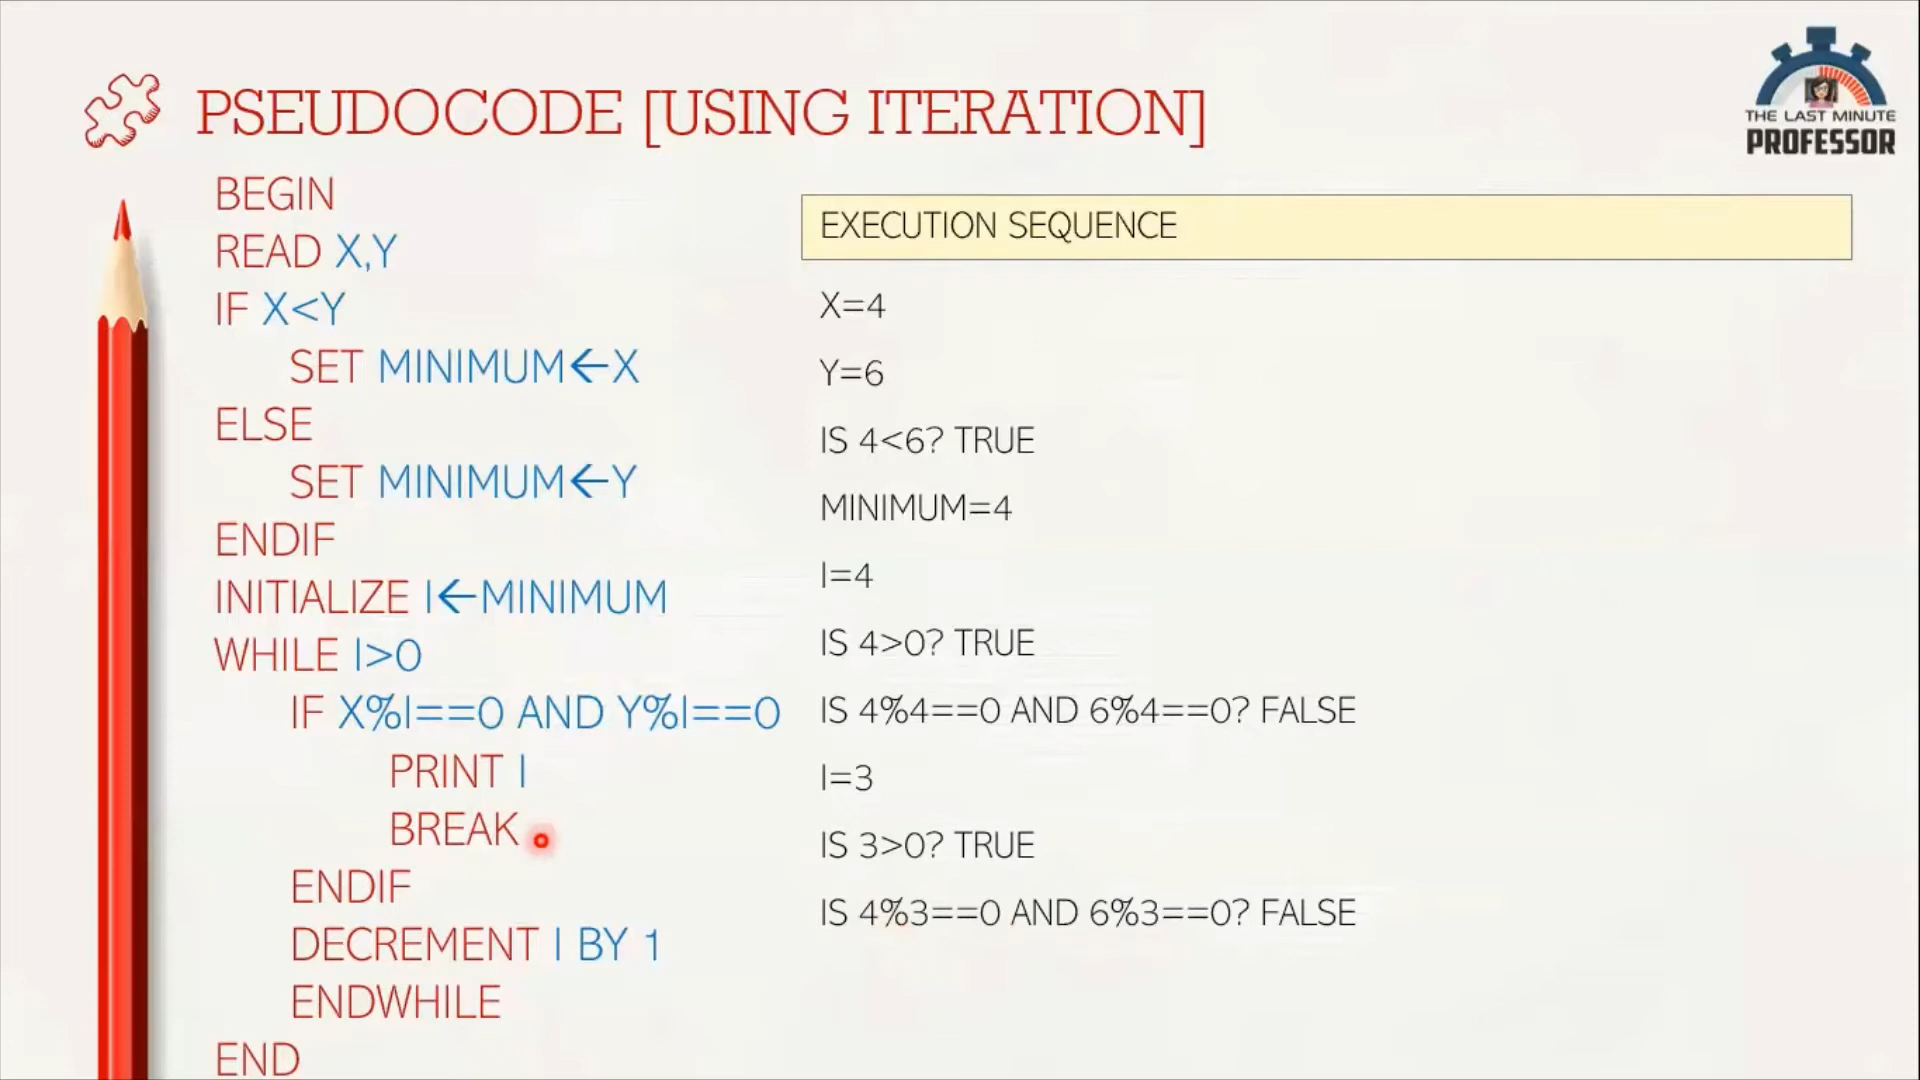 THE LAST MINUTE
PROFESSOR
PSEUDOCODE [USING ITERATION]
BEGIN
READ X,Y
IF X<Y
SET MINIMUM←X
ELSE
SET MINIMUM←Y
ENDIF
INITIALIZE I←MINIMUM
WHILE I>0
IF X%I==0 AND Y%I==0
PRINT I
BREAK
ENDIF
DECREMENT I BY 1
ENDWHILE
END
EXECUTION SEQUENCE
X=4
Y=6
IS 4<6? TRUE
MINIMUM=4
I=4
IS 4>0? TRUE
IS 4%4==0 AND 6%4==0? FALSE
I=3
IS 3>0? TRUE
IS 4%3==0 AND 6%3==0? FALSE